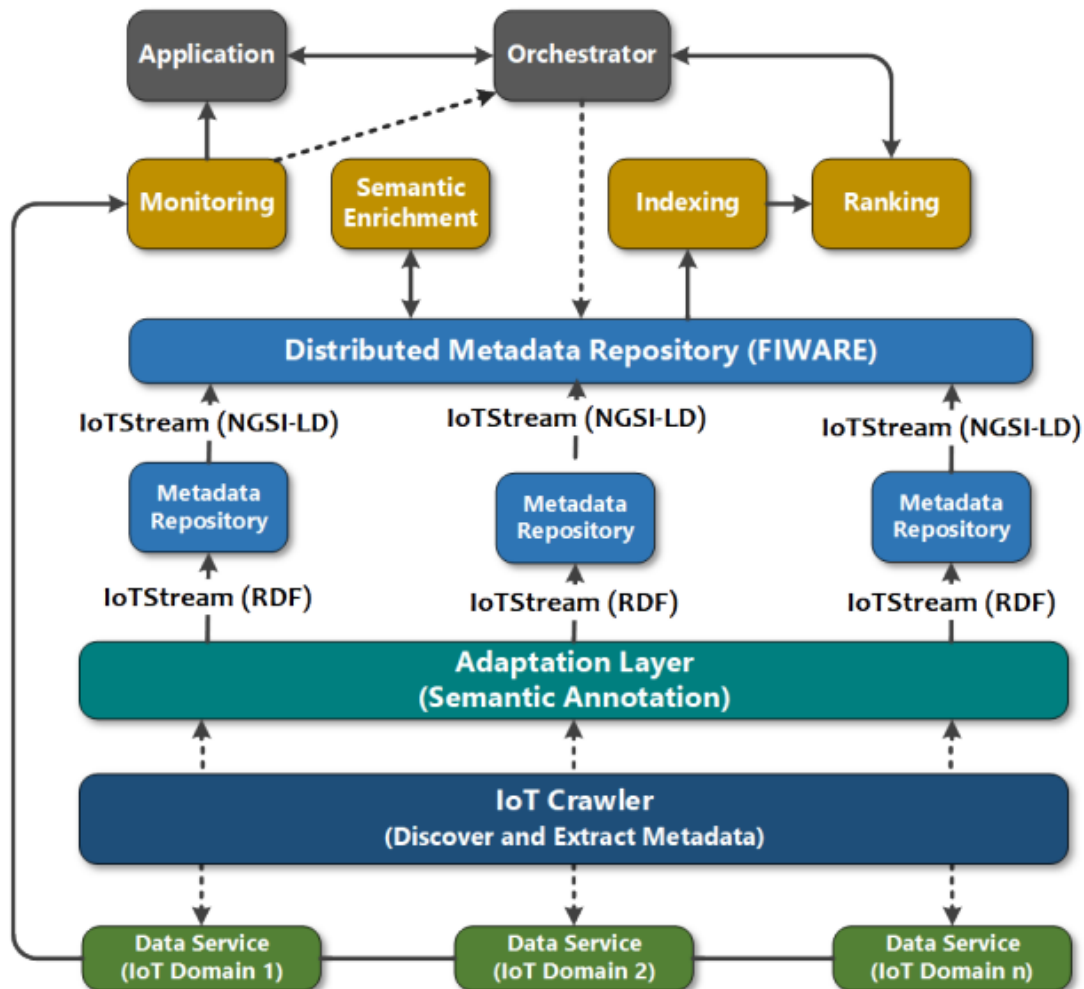 Application
Orchestrator
Monitoring
Semantic
Enrichment
Indexing
Ranking
Distributed Metadata Repository (FIWARE)
IoTStream (NGSI-LD)
IoTStream (NGSI-LD)
IoTStream (NGSI-LD)
Metadata
Repository
Metadata
Repository
Metadata
Repository
IoTStream (RDF)
IoTStream (RDF)
IoTStream (RDF)
Adaptation Layer
(Semantic Annotation)
IoT Crawler
(Discover and Extract Metadata)
Data Service
(IoT Domain 1)
Data Service
(IoT Domain 2)
Data Service
(IoT Domain n)